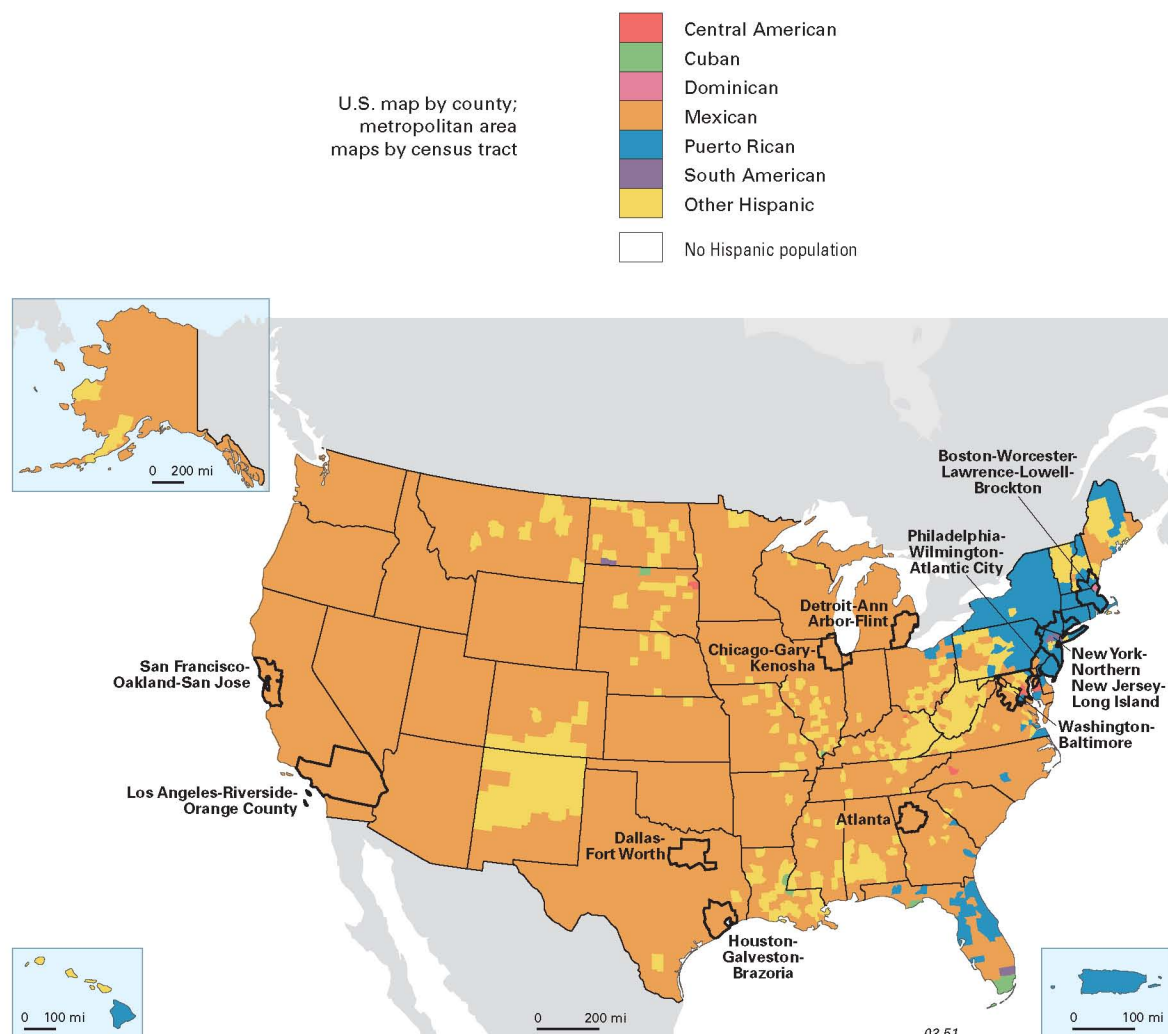 Central American
Cuban
Dominican
Mexican
Puerto Rican
South American
Other Hispanic
No Hispanic population
U.S. map by county;
metropolitan area
maps by census tract
0 200 mi
Boston-Worcester-
Lawrence-Lowell-
Brockton
Philadelphia-
Wilmington-
Atlantic City
Detroit-Ann
Arbor-Flint
Chicago-Gary-
Kenosha
San Francisco-
Oakland-San Jose
New York-
Northern
New Jersey-
Long Island
Washington-
Baltimore
Los Angeles-Riverside-
Orange County
Atlanta
Dallas-
Fort Worth
Houston-
Galveston-
Brazoria
0 100 mi
0 200 mi
0 100 mi